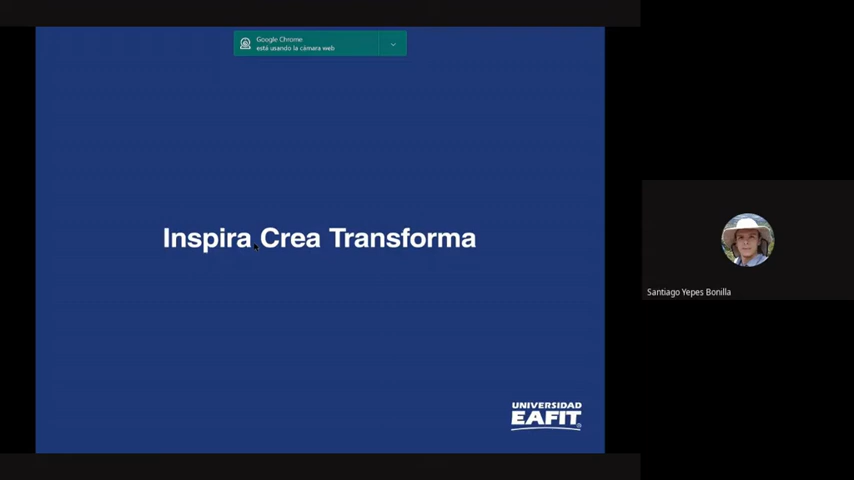 Google Chrome
está usando la cámara web
Inspira Crea Transforma
Santiago Yepes Bonilla
UNIVERSIDAD
EAFIT